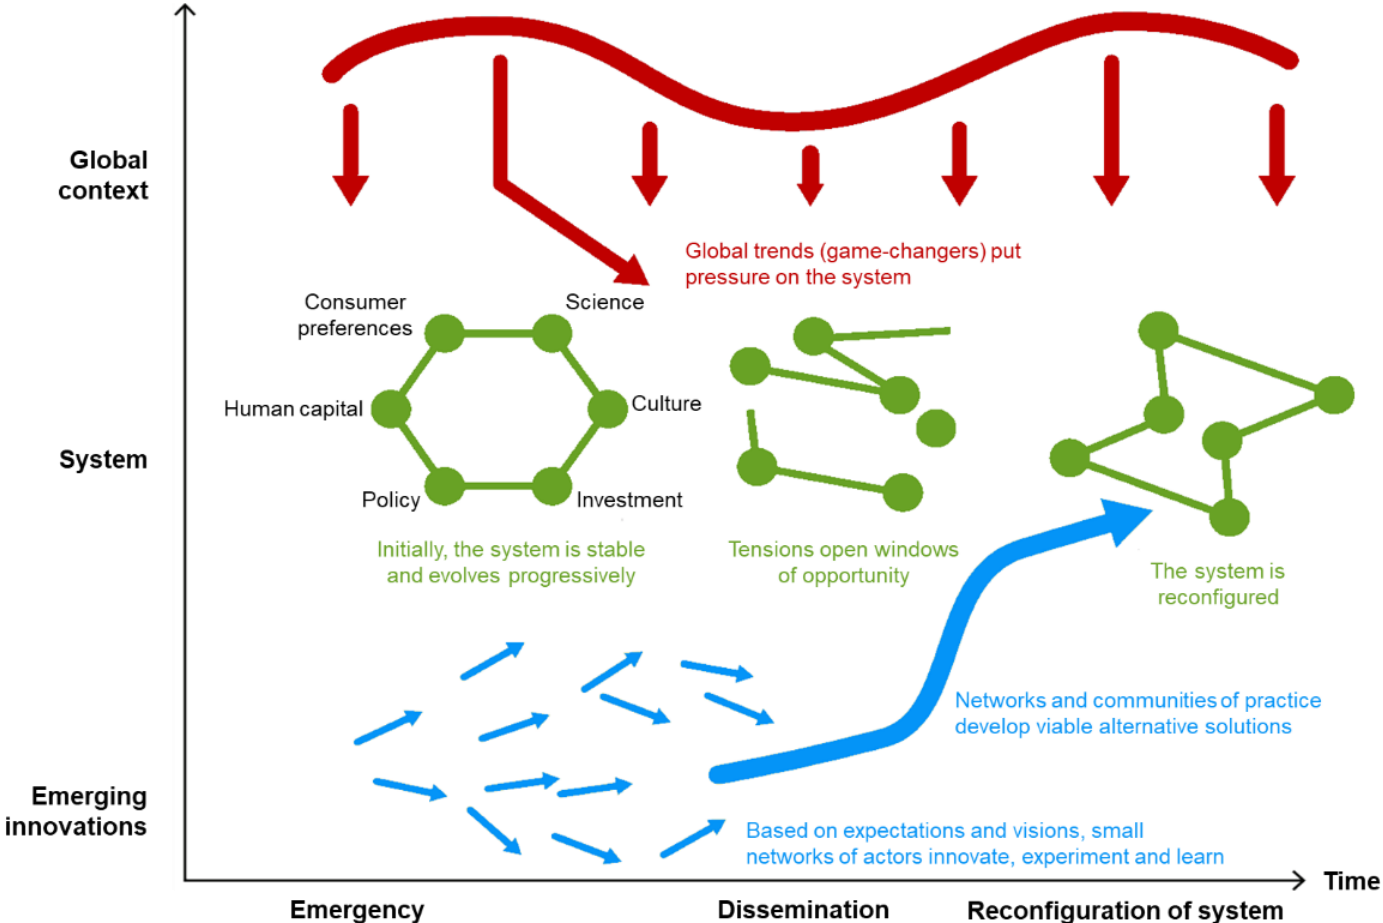 Global
context
Global trends (game-changers) put
pressure on the system
Consumer
preferences
Science
Human capital
Culture
Policy
Investment
System
Initially, the system is stable
and evolves progressively
Tensions open windows
of opportunity
The system is
reconfigured
Networks and communities of practice
develop viable alternative solutions
Emerging
innovations
Based on expectations and visions, small
networks of actors innovate, experiment and learn
Time
Emergency
Dissemination
Reconfiguration of system